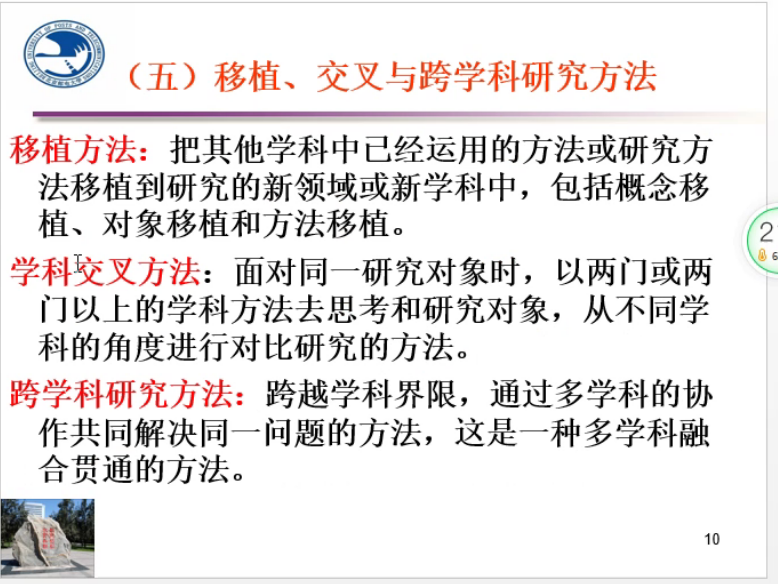 （五）移植、交叉与跨学科研究方法
移植方法：把其他学科中已经运用的方法或研究方
法移植到研究的新领域或新学科中，包括概念移
植、对象移植和方法移植。
学科交叉方法：面对同一研究对象时，以两门或两
门以上的学科方法去思考和研究对象，从不同学
科的角度进行对比研究的方法。
跨学科研究方法：跨越学科界限，通过多学科的协
作共同解决同一问题的方法，这是一种多学科融
合贯通的方法。
10